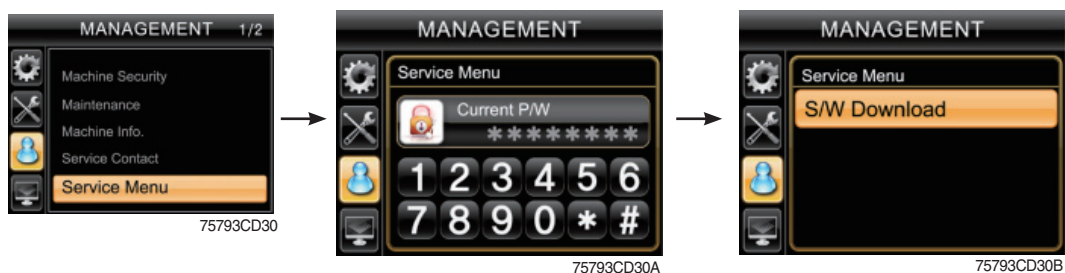 MANAGEMENT 1/2
Machine Security
Maintenance
Machine Info.
Service Contact
Service Menu
75793CD30
MANAGEMENT
Service Menu
Current P/W
********
1 2 3 4 5 6
7 8 9 0 * #
75793CD30A
MANAGEMENT
Service Menu
S/W Download
75793CD30B